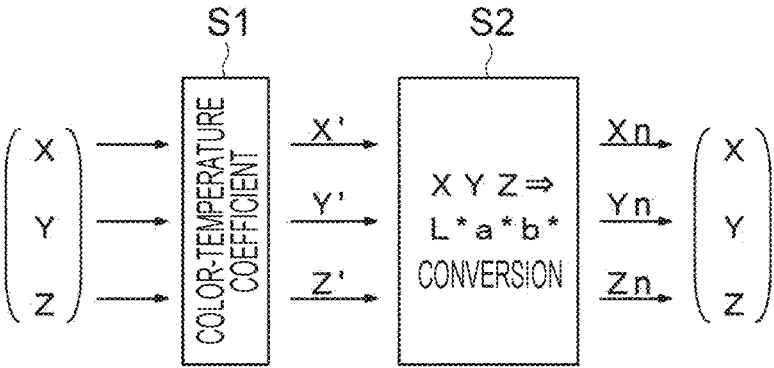 S1 S2
X X' Xn X
Y Y' Yn Y
Z Z' Zn Z
COLOR-TEMPERATURE
COEFFICIENT
X Y Z ⇒
L*a*b*
CONVERSION